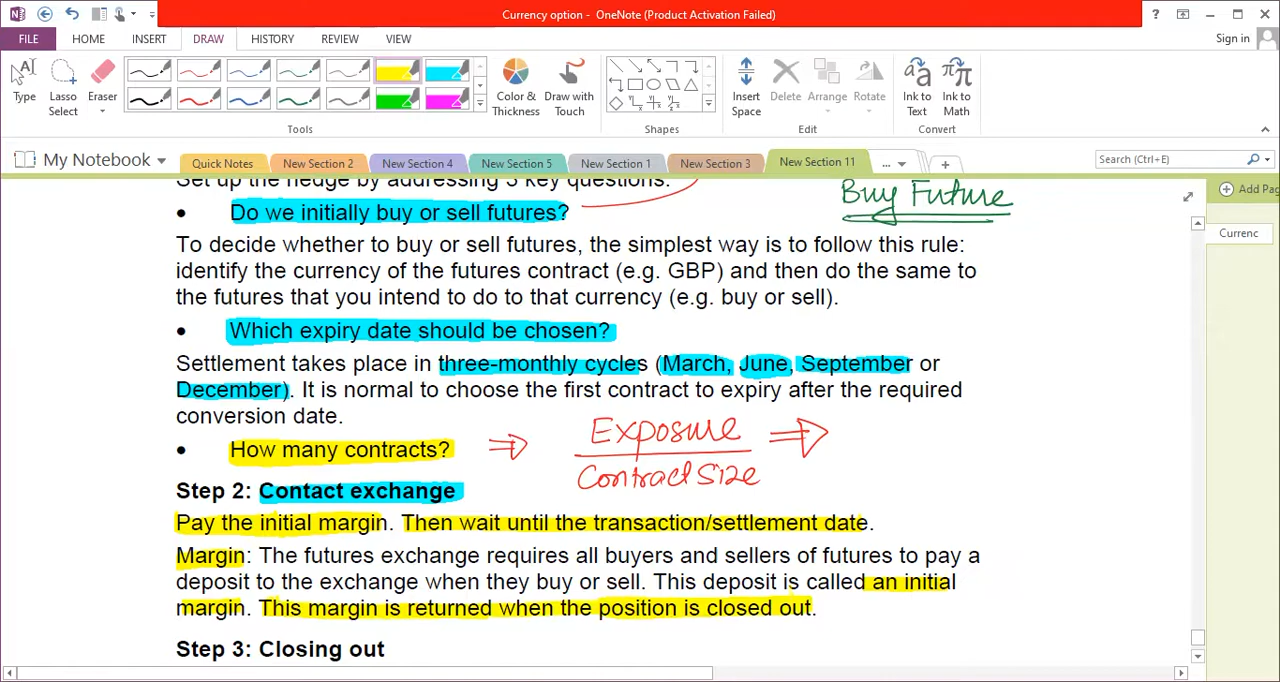 Currency option - OneNote (Product Activation Failed)
FILE HOME INSERT DRAW HISTORY REVIEW VIEW Sign in
Type Lasso Select Eraser Color & Thickness Draw with Touch Insert Space Delete Arrange Rotate Ink to Text Ink to Math
Tools Shapes Edit Convert
My Notebook Quick Notes New Section 2 New Section 4 New Section 5 New Section 1 New Section 3 New Section 11 ... Search (Ctrl+E)
Add Pag
Currenc
Set up the hedge by addressing 3 key questions:
Buy Future
• Do we initially buy or sell futures?
To decide whether to buy or sell futures, the simplest way is to follow this rule:
identify the currency of the futures contract (e.g. GBP) and then do the same to
the futures that you intend to do to that currency (e.g. buy or sell).
• Which expiry date should be chosen?
Settlement takes place in three-monthly cycles (March, June, September or
December). It is normal to choose the first contract to expiry after the required
conversion date.
• How many contracts? ⇒ Exposure ⇒
Contract Size
Step 2: Contact exchange
Pay the initial margin. Then wait until the transaction/settlement date.
Margin: The futures exchange requires all buyers and sellers of futures to pay a
deposit to the exchange when they buy or sell. This deposit is called an initial
margin. This margin is returned when the position is closed out.
Step 3: Closing out